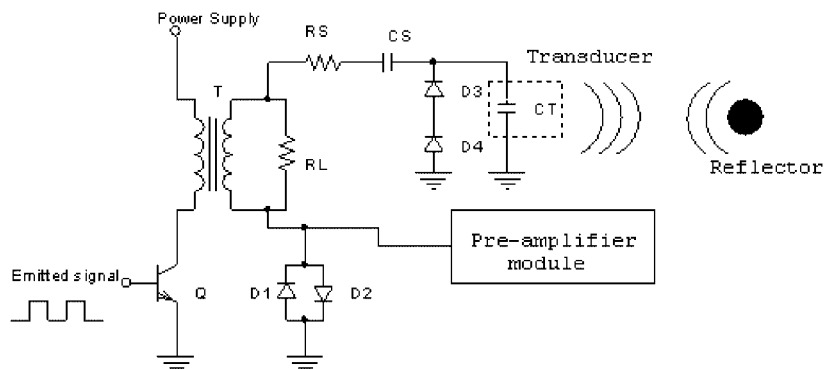 Power Supply
RS
CS
Transducer
T
D3
CT
D4
RL
Reflector
Pre-amplifier
module
Emitted signal
Q
D1
D2